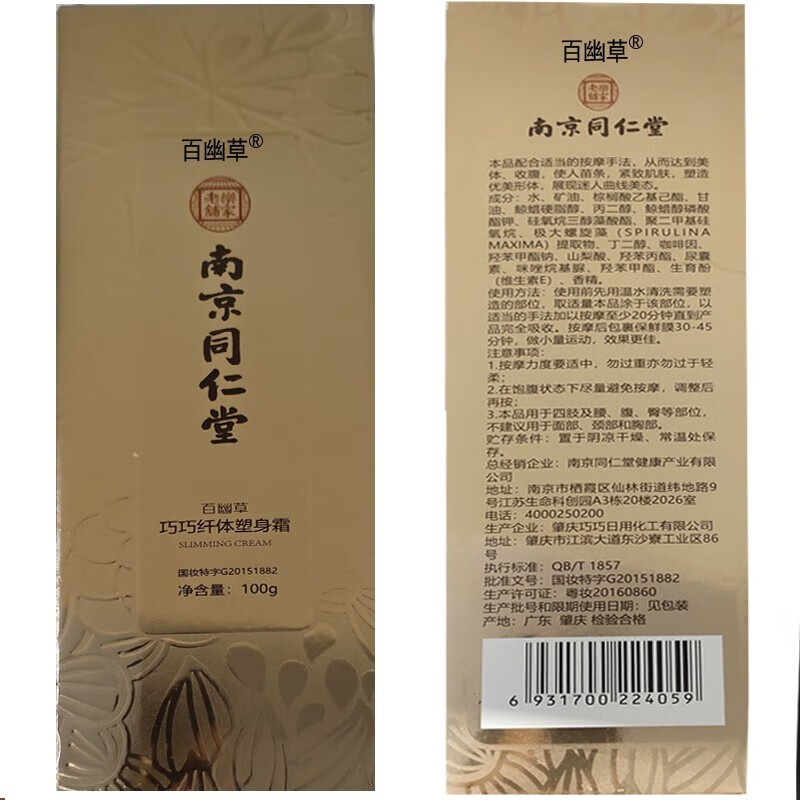 百幽草®
老樂
舖家
南京同仁堂
百幽草
巧巧纤体塑身霜
SLIMMING CREAM
国妆特字G20151882
净含量：100g
百幽草®
老樂
舖家
南京同仁堂
本品配合适当的按摩手法，从而达到美
体、收腹，使人苗条，紧致肌肤，塑造
优美形体，展现迷人曲线美态。
成分：水、矿油、棕榈酸乙基己酯、甘
油、鲸蜡硬脂醇、丙二醇、鲸蜡醇磷酸
酯钾、硅氧烷三醇藻酸酯、聚二甲基硅
氧烷、极大螺旋藻（SPIRULINA
MAXIMA）提取物、丁二醇、咖啡因、
羟苯甲酯钠、山梨酸、羟苯丙酯、尿囊
素、咪唑烷基脲、羟苯甲酯、生育酚
（维生素E）、香精。
使用方法：使用前先用温水清洗需要塑
造的部位，取适量本品涂于该部位，以
适当的手法加以按摩至少20分钟直到产
品完全吸收。按摩后包裹保鲜膜30-45
分钟，做小量运动，效果更佳。
注意事项：
1.按摩力度要适中，勿过重亦勿过于轻
柔；
2.在饱腹状态下尽量避免按摩，调整后
再按；
3.本品用于四肢及腰、腹、臀等部位，
不建议用于面部、颈部和胸部。
贮存条件：置于阴凉干燥、常温处保
存。
总经销企业：南京同仁堂健康产业有限
公司
地址：南京市栖霞区仙林街道纬地路9
号江苏生命科创园A3栋20楼2026室
电话：4000250200
生产企业：肇庆巧巧日用化工有限公司
地址：肇庆市江滨大道东沙寮工业区86
号
执行标准：QB/T 1857
批准文号：国妆特字G20151882
生产许可证：粤妆20160860
生产批号和限期使用日期：见包装
产地：广东 肇庆 检验合格
6 931700 224059